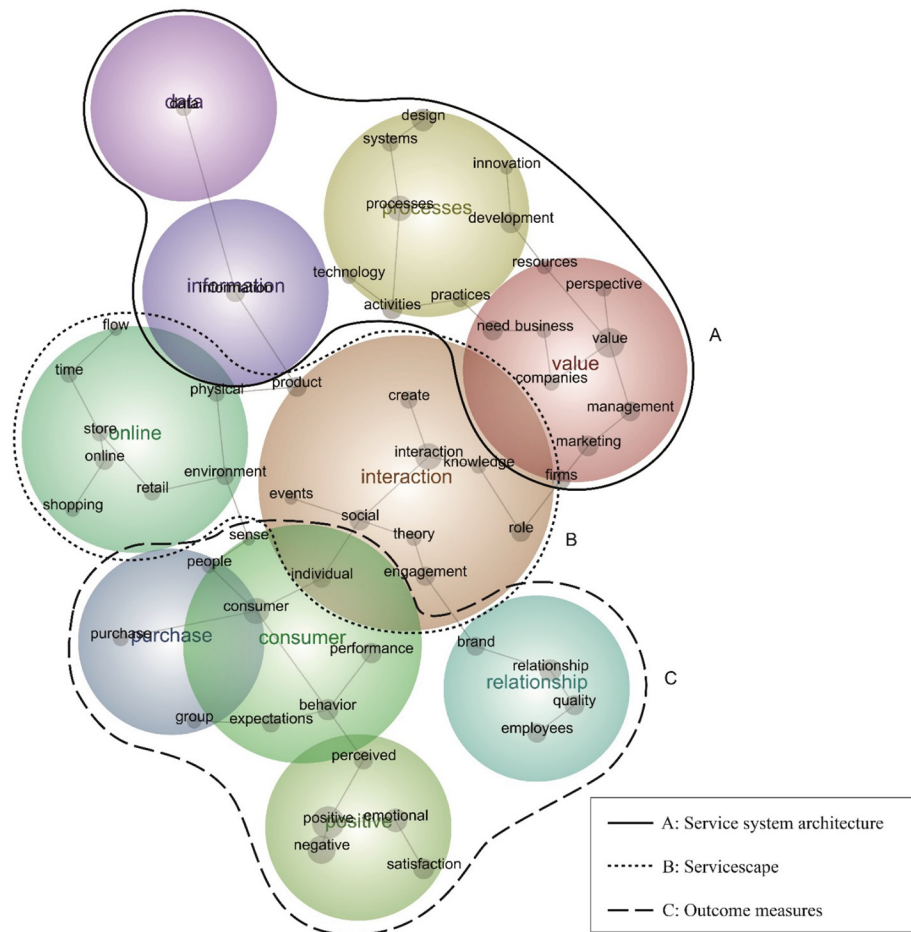 data
data
design
systems
innovation
processes
processes
development
resources
technology
information
information
perspective
activities
practices
need
business
value
value
flow
time
physical
product
companies
create
management
A
store
online
online
interaction
knowledge
marketing
interaction
environment
firms
retail
events
shopping
social
role
sense
theory
B
people
individual
engagement
consumer
purchase
purchase
consumer
performance
brand
relationship
relationship
C
behavior
quality
group
expectations
employees
perceived
positive
positive
emotional
negative
satisfaction
A: Service system architecture
B: Servicescape
C: Outcome measures